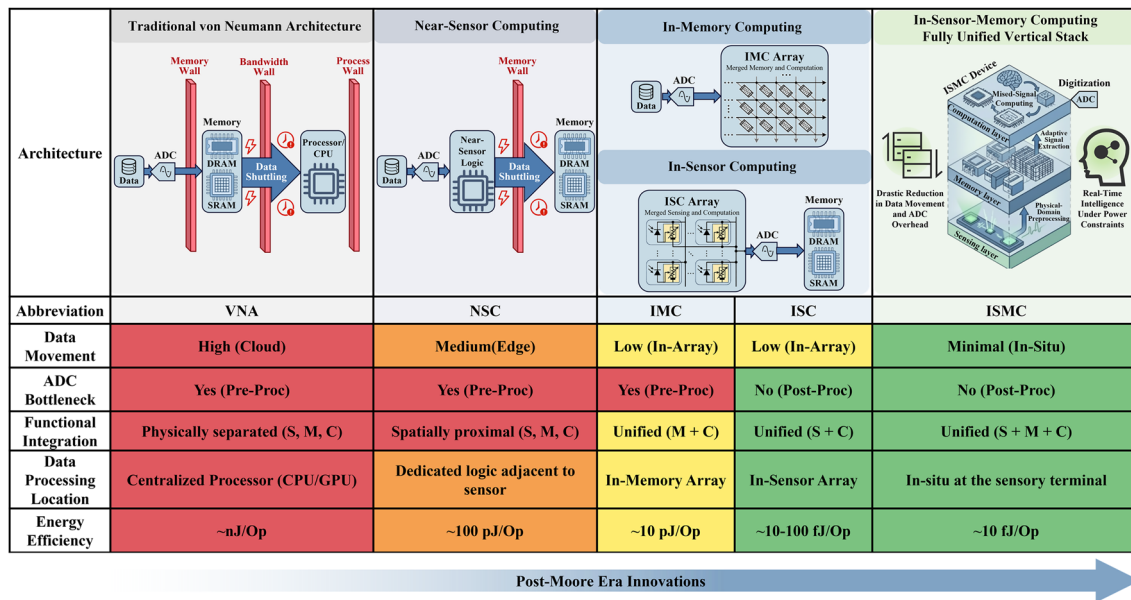 Traditional von Neumann Architecture
Near-Sensor Computing
In-Memory Computing
In-Sensor-Memory Computing
Fully Unified Vertical Stack
Architecture
Memory
Wall
Bandwidth
Wall
Process
Wall
Data
ADC
Memory
DRAM
SRAM
Data
Shuttling
Processor/
CPU
Memory
Wall
Data
ADC
Near-
Sensor
Logic
Data
Shuttling
Memory
DRAM
SRAM
Data
ADC
IMC Array
Merged Memory and Computation
In-Sensor Computing
ISC Array
Merged Sensing and Computation
ADC
Memory
DRAM
SRAM
ISMC Device
Mixed-Signal
Computing
Computation layer
Digitization
ADC
Adaptive
Signal
Extraction
Memory layer
Physical-
Domain
Preprocessing
Sensing layer
Drastic Reduction
in Data Movement
and ADC
Overhead
Real-Time
Intelligence
Under Power
Constraints
Abbreviation VNA NSC IMC ISC ISMC
Data
Movement
High (Cloud) Medium(Edge) Low (In-Array) Low (In-Array) Minimal (In-Situ)
ADC
Bottleneck
Yes (Pre-Proc) Yes (Pre-Proc) Yes (Pre-Proc) No (Post-Proc) No (Post-Proc)
Functional
Integration
Physically separated (S, M, C) Spatially proximal (S, M, C) Unified (M + C) Unified (S + C) Unified (S + M + C)
Data
Processing
Location
Centralized Processor (CPU/GPU)
Dedicated logic adjacent to
sensor
In-Memory Array In-Sensor Array In-situ at the sensory terminal
Energy
Efficiency
~nJ/Op ~100 pJ/Op ~10 pJ/Op ~10-100 fJ/Op ~10 fJ/Op
Post-Moore Era Innovations